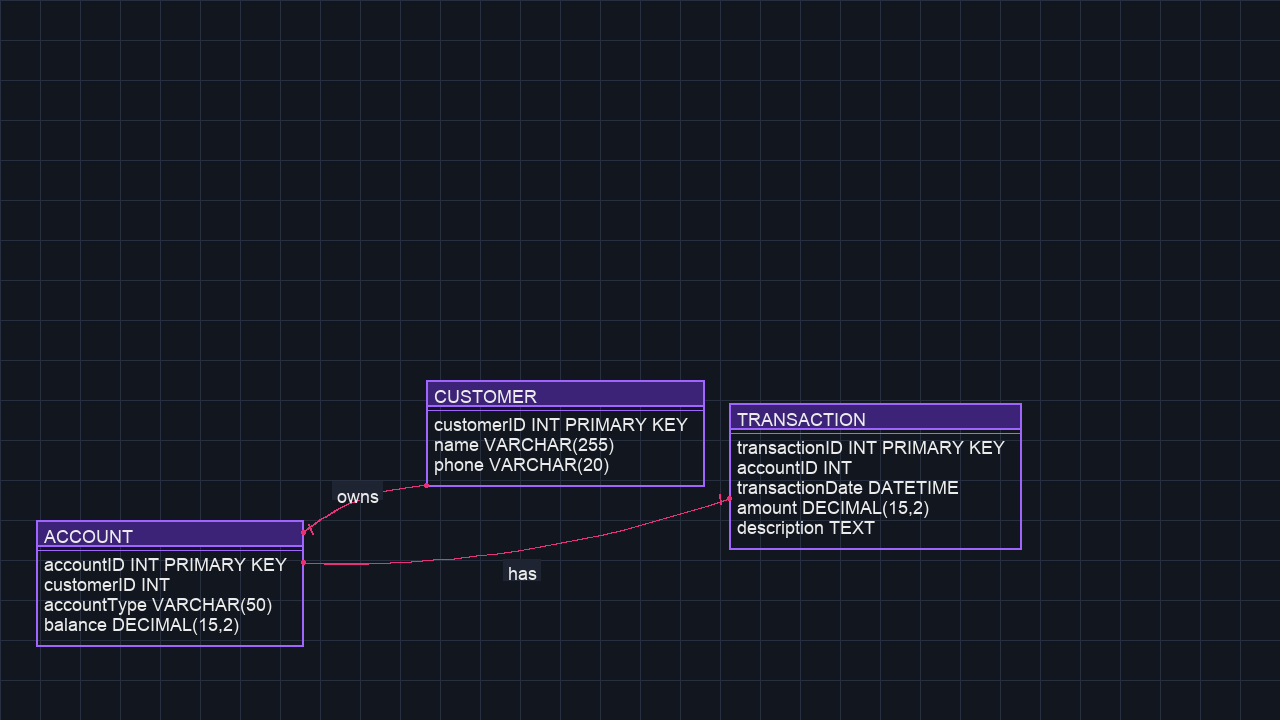 CUSTOMER
customerID INT PRIMARY KEY
name VARCHAR(255)
phone VARCHAR(20)
TRANSACTION
transactionID INT PRIMARY KEY
accountID INT
transactionDate DATETIME
amount DECIMAL(15,2)
description TEXT
owns
ACCOUNT
accountID INT PRIMARY KEY
customerID INT
accountType VARCHAR(50)
balance DECIMAL(15,2)
has